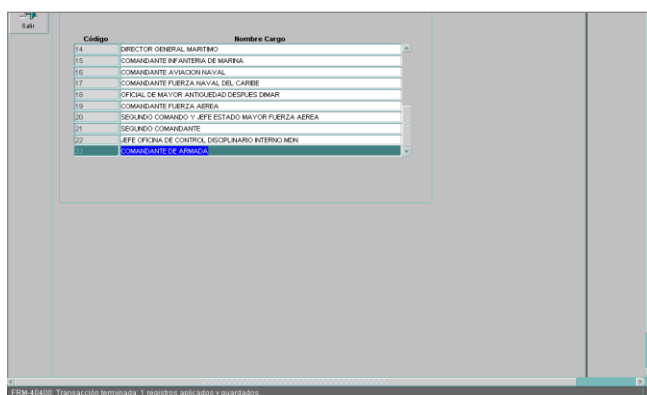 Salir
Código Nombre Cargo
14 DIRECTOR GENERAL MARITIMO
15 COMANDANTE INFANTERIA DE MARINA
16 COMANDANTE AVIACION NAVAL
17 COMANDANTE FUERZA NAVAL DEL CARIBE
18 OFICIAL DE MAYOR ANTIGUEDAD DESPUES DIMAR
19 COMANDANTE FUERZA AEREA
20 SEGUNDO COMANDO Y JEFE ESTADO MAYOR FUERZA AEREA
21 SEGUNDO COMANDANTE
22 JEFE OFICINA DE CONTROL DISCIPLINARIO INTERNO MDN
23 COMANDANTE DE ARMADA
FRM-40400: Transacción terminada: 1 registros aplicados y guardados.